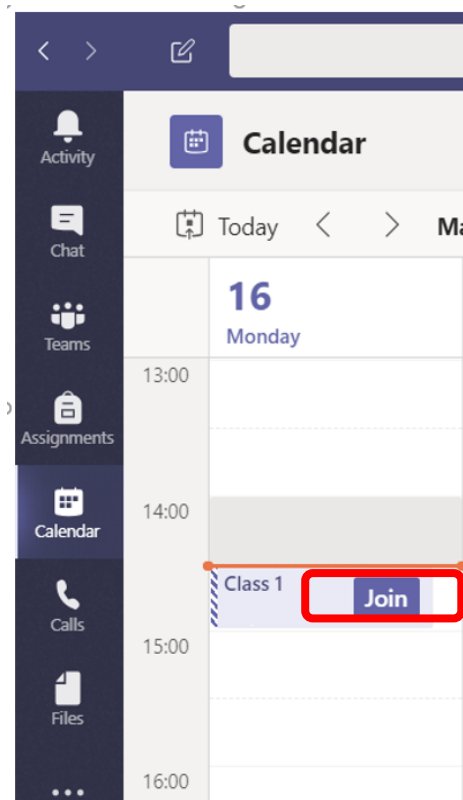 Activity
Chat
Teams
Assignments
Calendar
Calls
Files
Calendar
Today
16
Monday
13:00
14:00
Class 1
Join
15:00
16:00